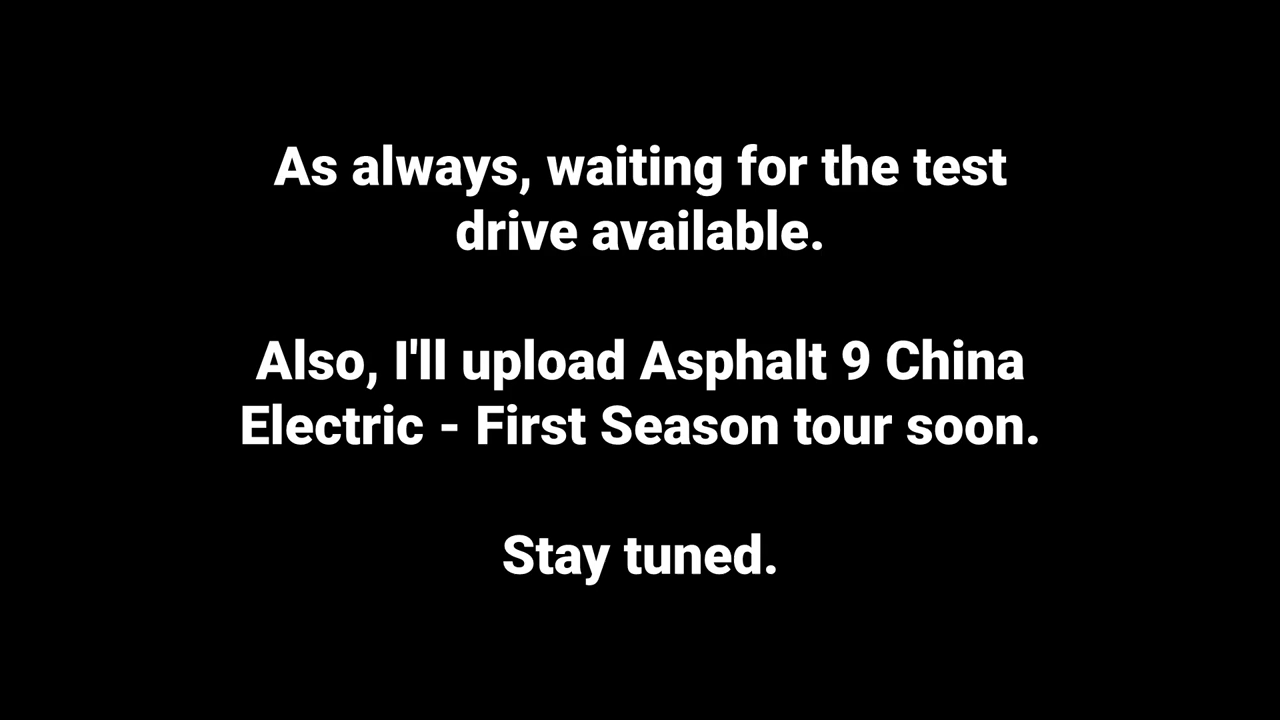 As always, waiting for the test
drive available.
Also, I'll upload Asphalt 9 China
Electric - First Season tour soon.
Stay tuned.